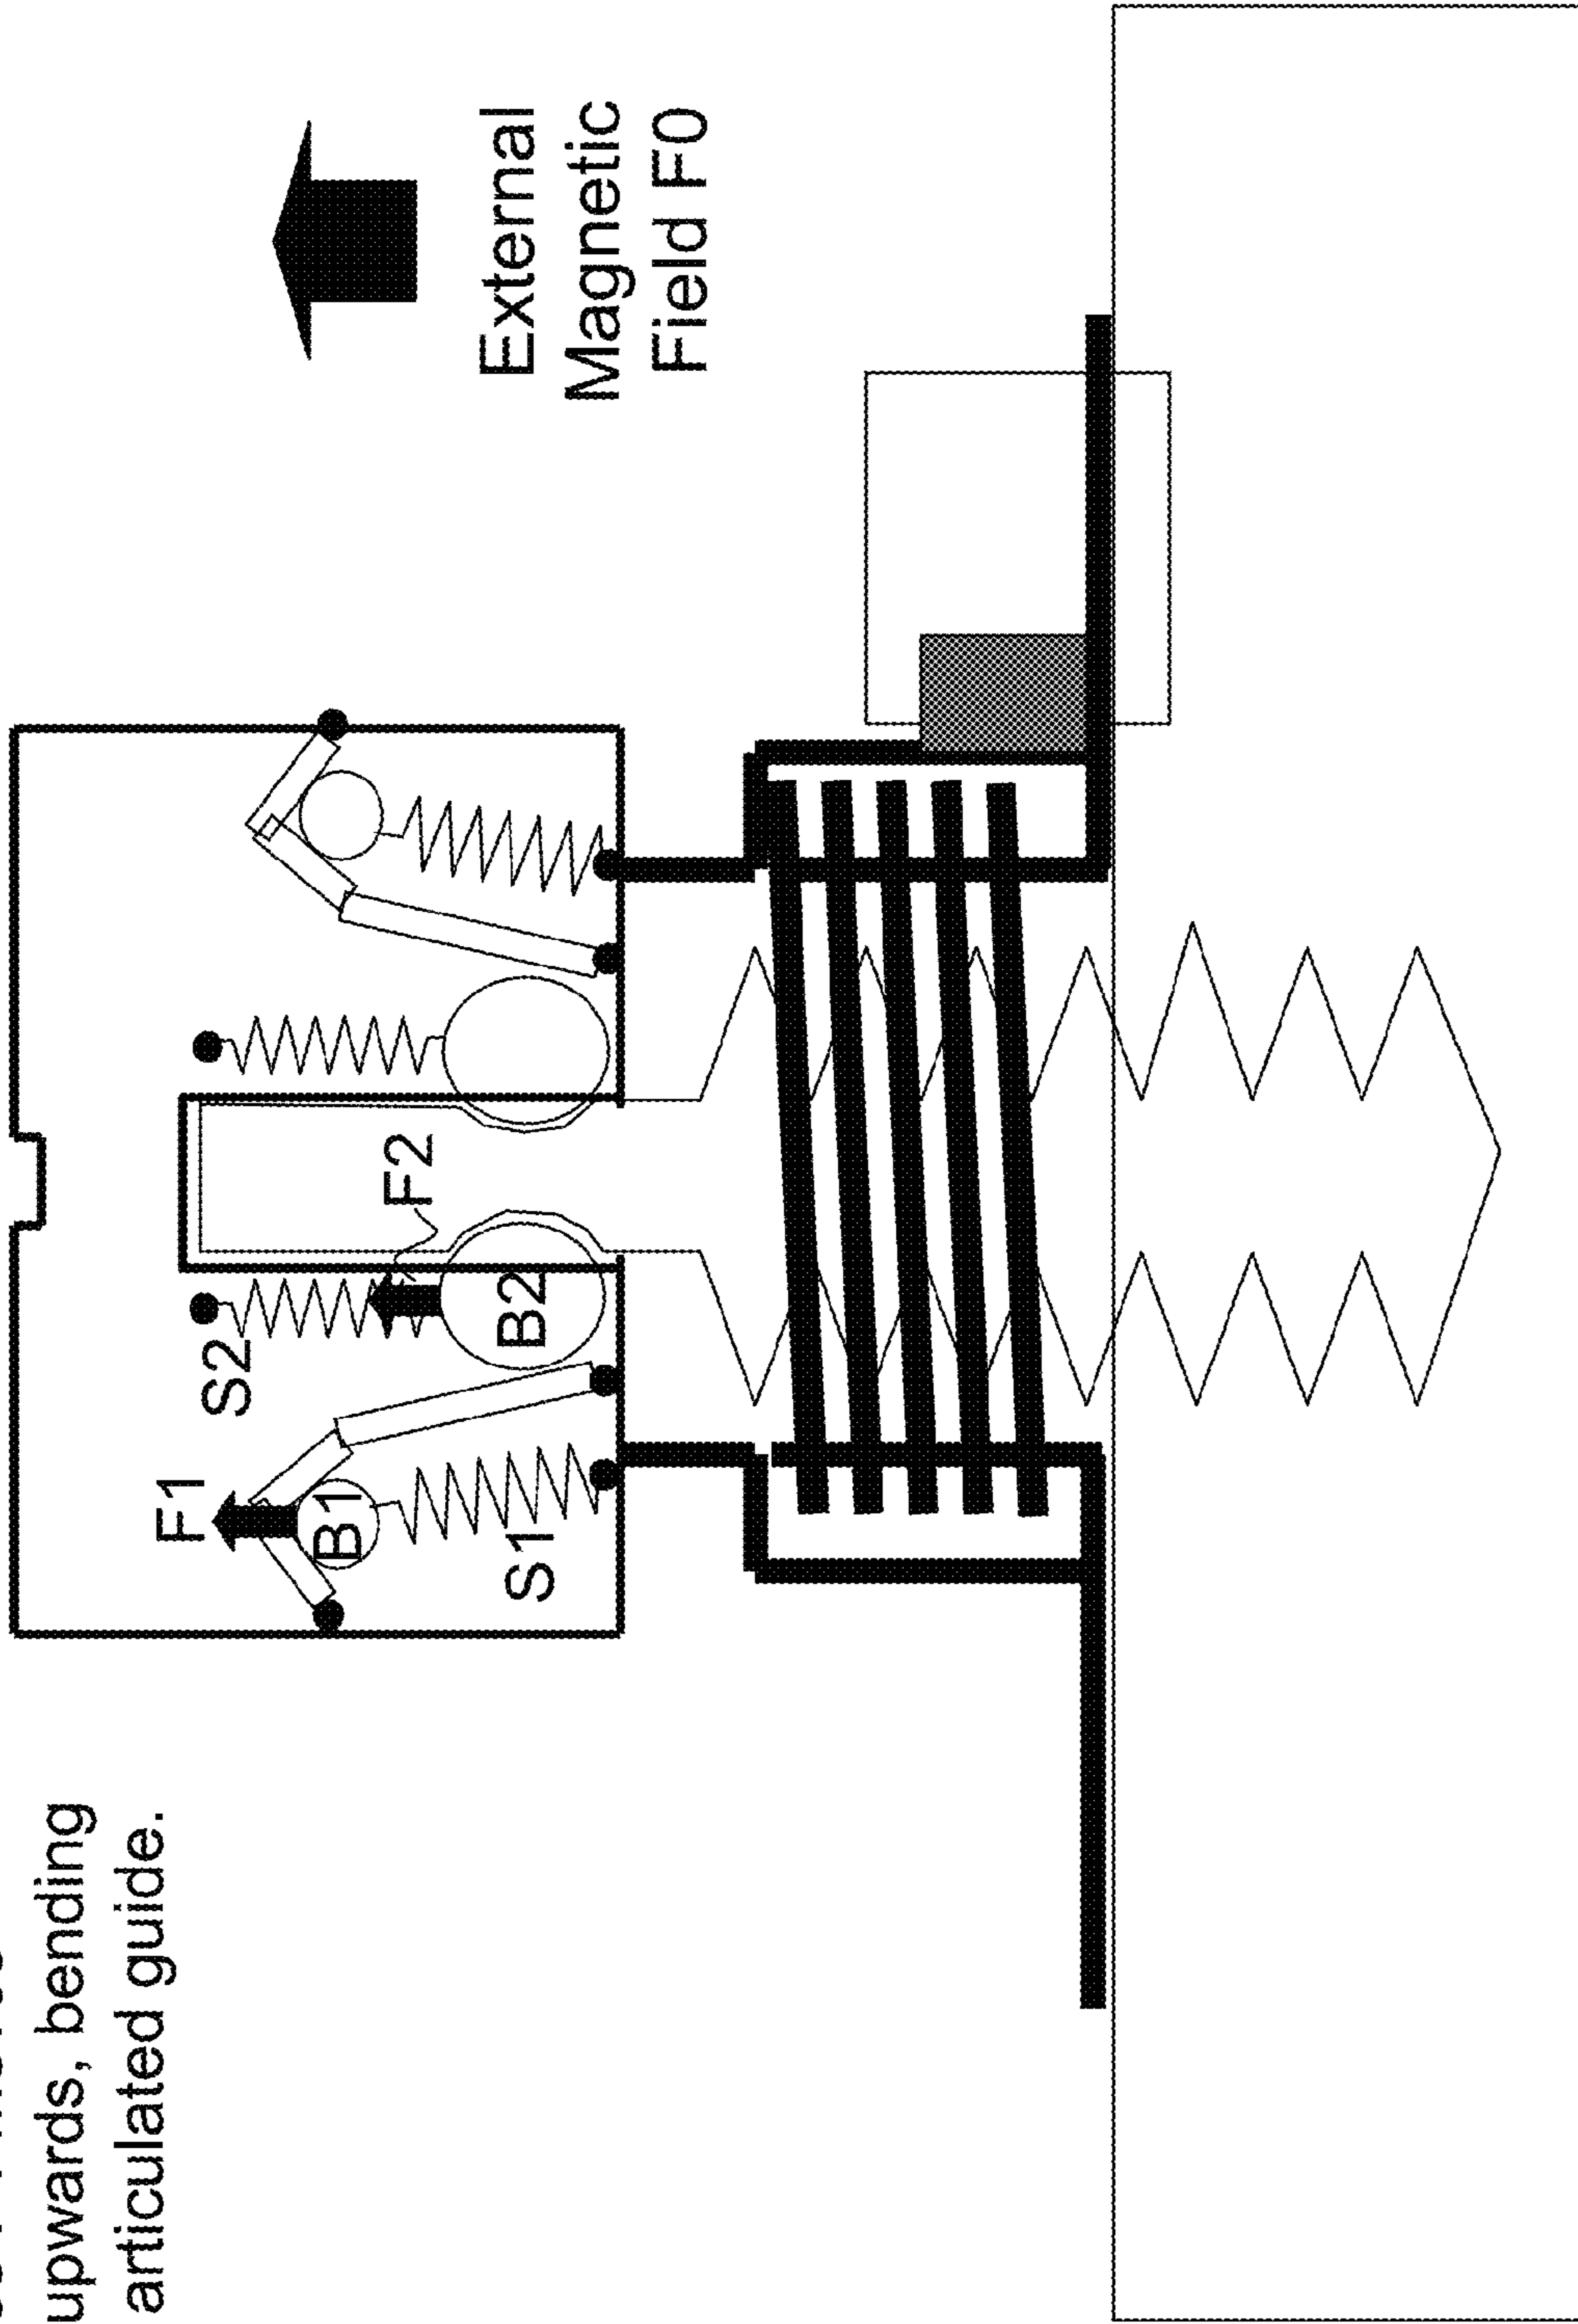 upwards, bending
articulated guide.
External
Magnetic
Field F0
F1
B1
S1
S2
F2
B2